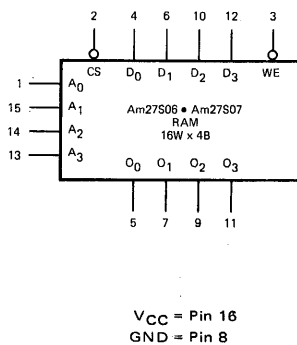 2 4 6 10 12 3
CS D0 D1 D2 D3 WE
1 A0
15 A1
14 A2
13 A3
Am27S06 • Am27S07
RAM
16W x 4B
O0 O1 O2 O3
5 7 9 11
VCC = Pin 16
GND = Pin 8